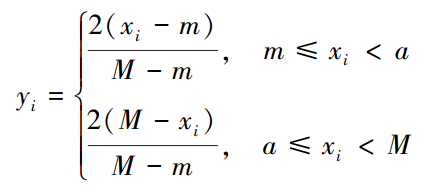 y_i = { 2(x_i − m) / (M − m), m ≤ x_i < a
2(M − x_i) / (M − m), a ≤ x_i < M